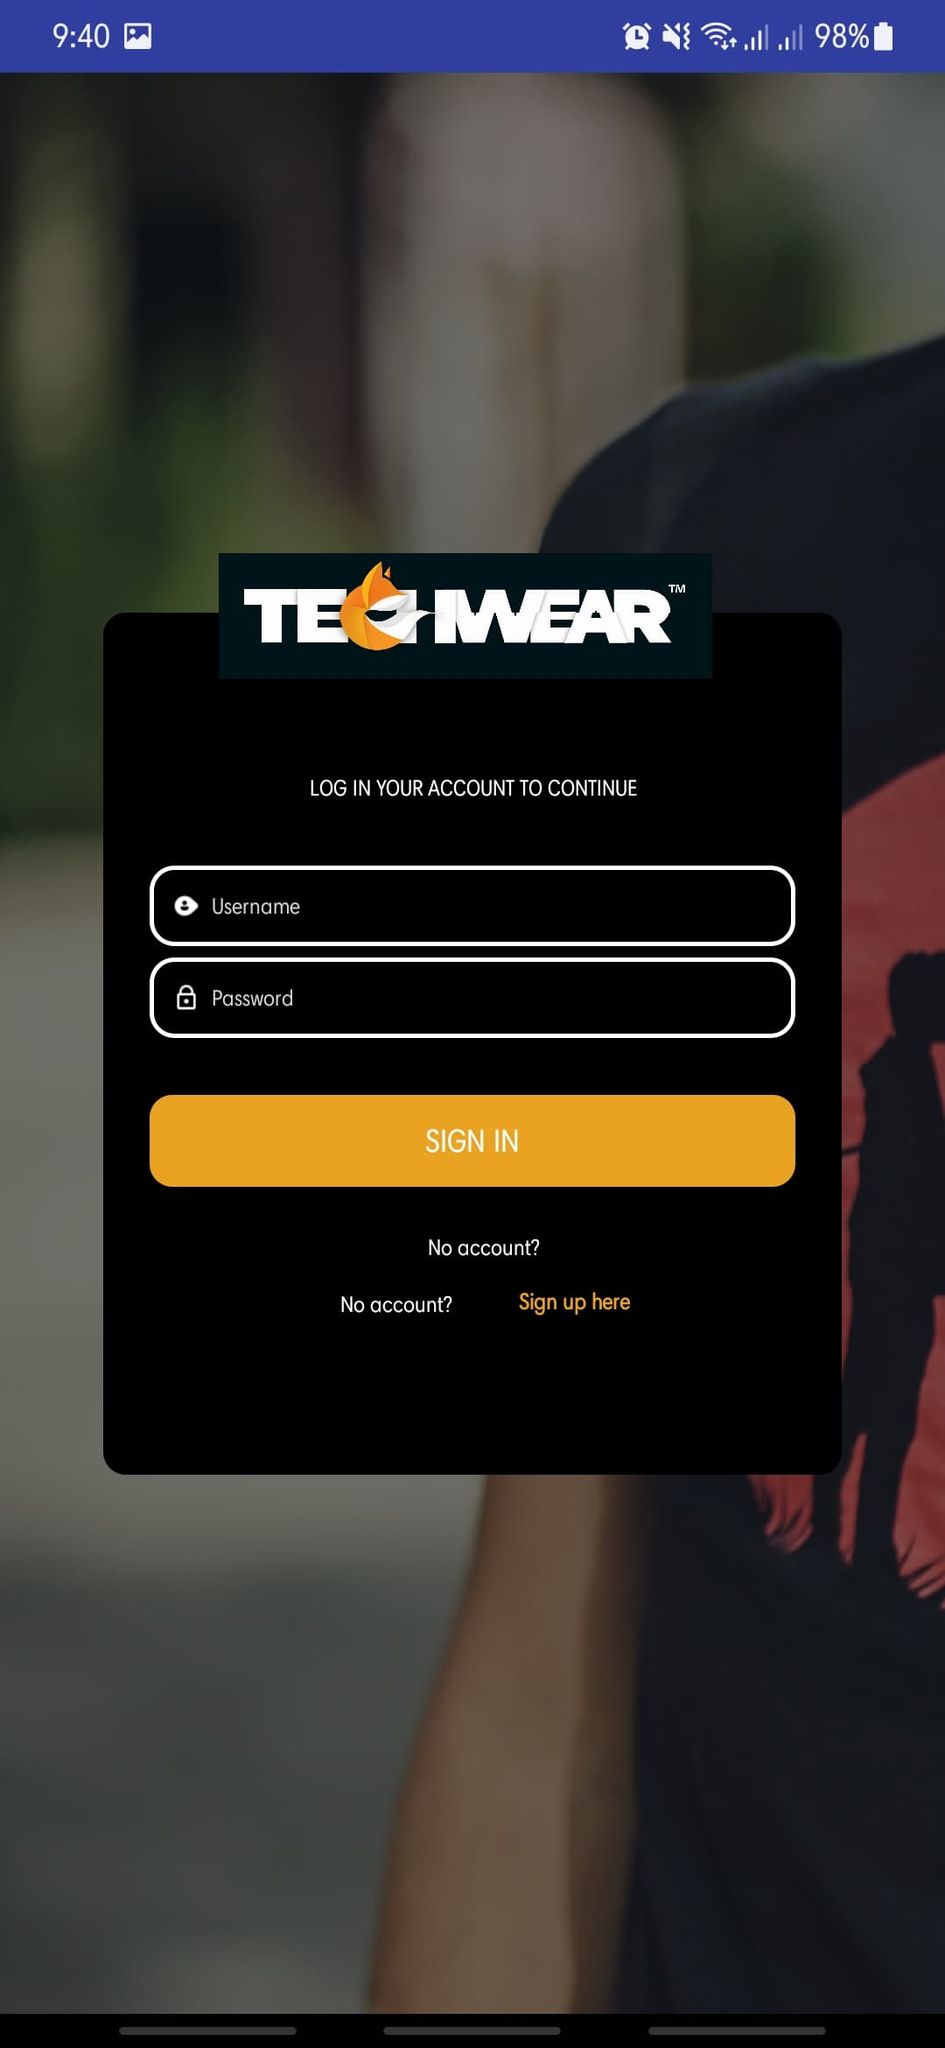 9:40 98%
TECHWEAR™
LOG IN YOUR ACCOUNT TO CONTINUE
Username
Password
SIGN IN
No account?
No account? Sign up here